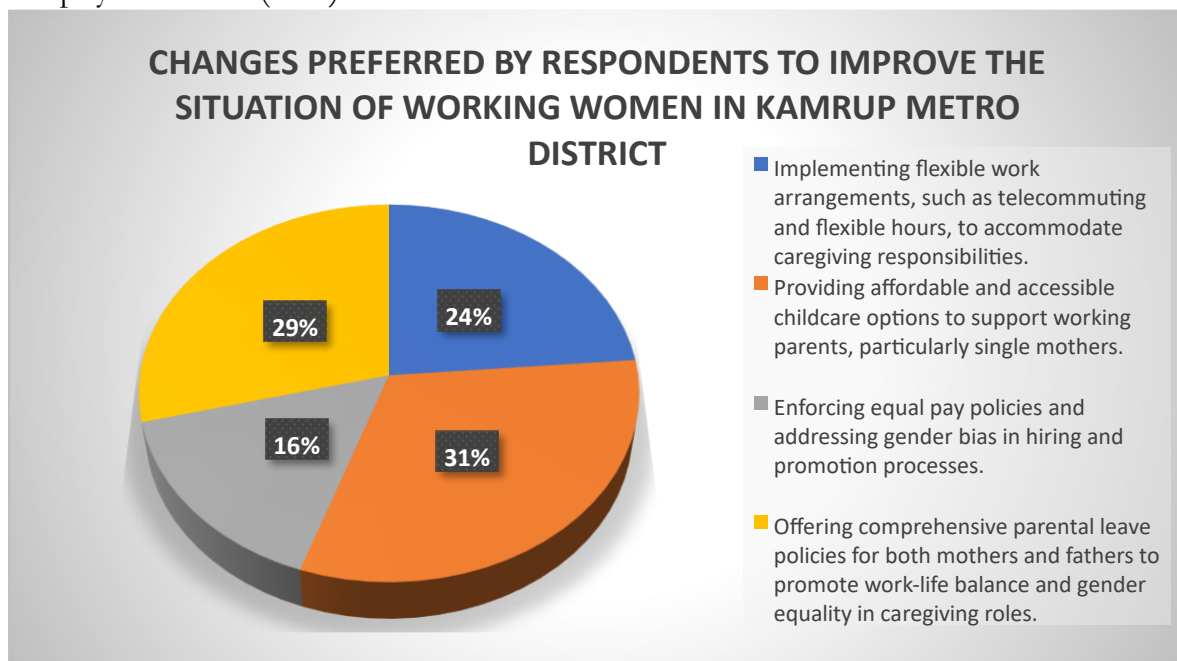 CHANGES PREFERRED BY RESPONDENTS TO IMPROVE THE
SITUATION OF WORKING WOMEN IN KAMRUP METRO
DISTRICT
Implementing flexible work
arrangements, such as telecommuting
and flexible hours, to accommodate
caregiving responsibilities.
Providing affordable and accessible
childcare options to support working
parents, particularly single mothers.
Enforcing equal pay policies and
addressing gender bias in hiring and
promotion processes.
Offering comprehensive parental leave
policies for both mothers and fathers to
promote work-life balance and gender
equality in caregiving roles.
29%
24%
16%
31%